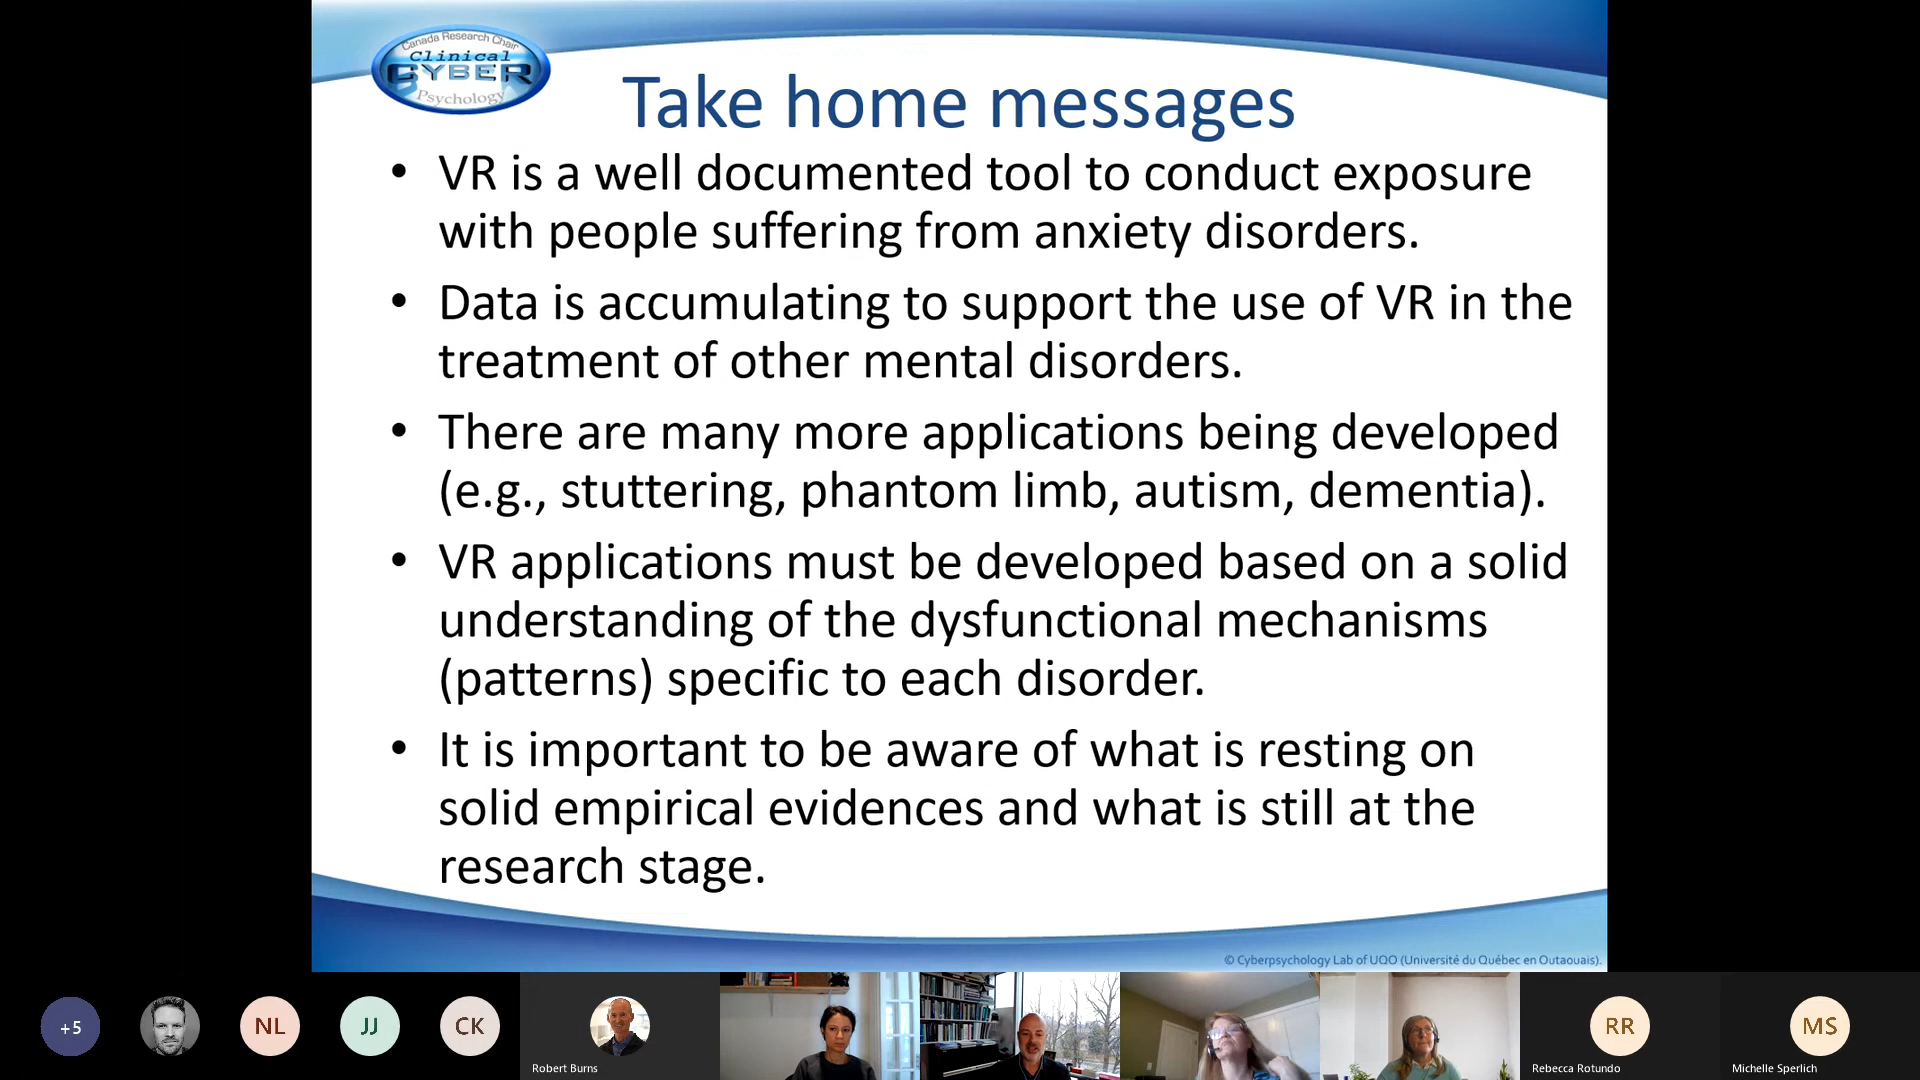 Canada Research Chair
Clinical
CYBER
Psychology
Take home messages
• VR is a well documented tool to conduct exposure
with people suffering from anxiety disorders.
• Data is accumulating to support the use of VR in the
treatment of other mental disorders.
• There are many more applications being developed
(e.g., stuttering, phantom limb, autism, dementia).
• VR applications must be developed based on a solid
understanding of the dysfunctional mechanisms
(patterns) specific to each disorder.
• It is important to be aware of what is resting on
solid empirical evidences and what is still at the
research stage.
© Cyberpsychology Lab of UQO (Université du Québec en Outaouais).
+5
NL
JJ
CK
Robert Burns
RR
Rebecca Rotundo
MS
Michelle Sperlich